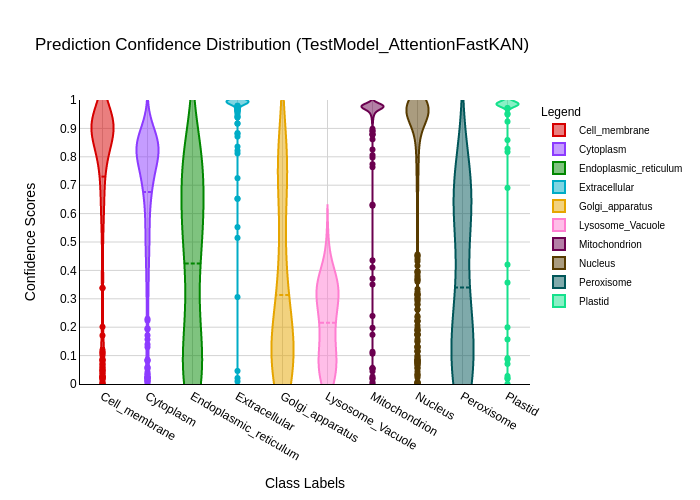 Prediction Confidence Distribution (TestModel_AttentionFastKAN)
Confidence Scores
1
0.9
0.8
0.7
0.6
0.5
0.4
0.3
0.2
0.1
0
Cell_membrane
Cytoplasm
Endoplasmic_reticulum
Extracellular
Golgi_apparatus
Lysosome_Vacuole
Mitochondrion
Nucleus
Peroxisome
Plastid
Class Labels
Legend
Cell_membrane
Cytoplasm
Endoplasmic_reticulum
Extracellular
Golgi_apparatus
Lysosome_Vacuole
Mitochondrion
Nucleus
Peroxisome
Plastid